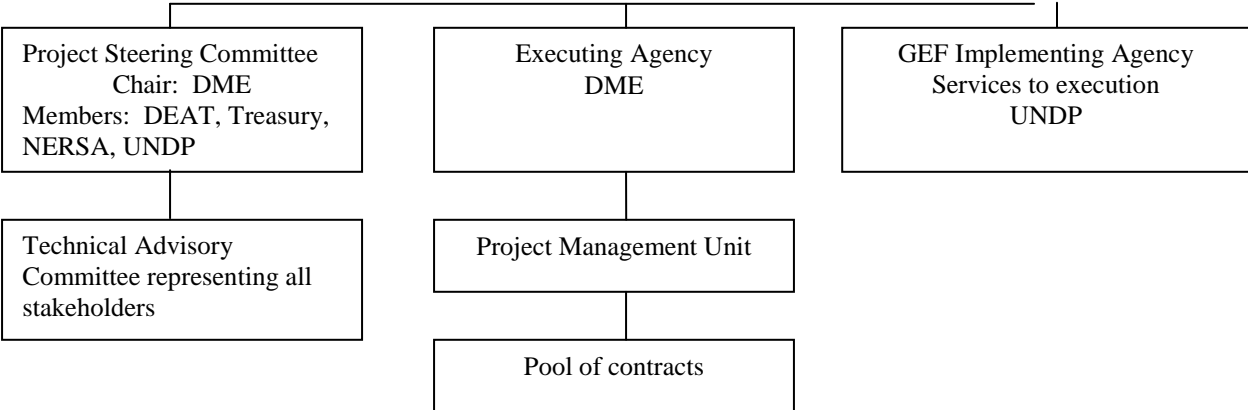 Project Steering Committee
Chair: DME
Members: DEAT, Treasury,
NERSA, UNDP
Executing Agency
DME
GEF Implementing Agency
Services to execution
UNDP
Technical Advisory
Committee representing all
stakeholders
Project Management Unit
Pool of contracts